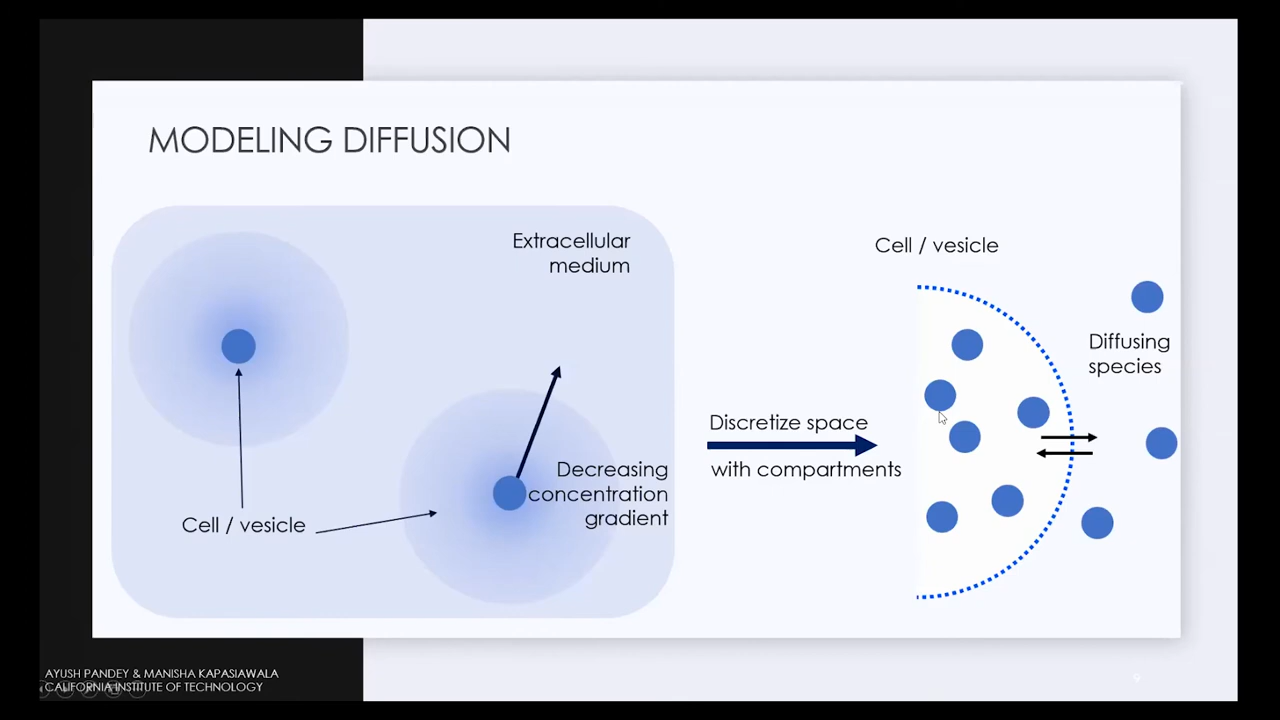 MODELING DIFFUSION
Extracellular
medium
Decreasing
concentration
gradient
Cell / vesicle
Discretize space
with compartments
Cell / vesicle
Diffusing
species
AYUSH PANDEY & MANISHA KAPASIAWALA
CALIFORNIA INSTITUTE OF TECHNOLOGY
9